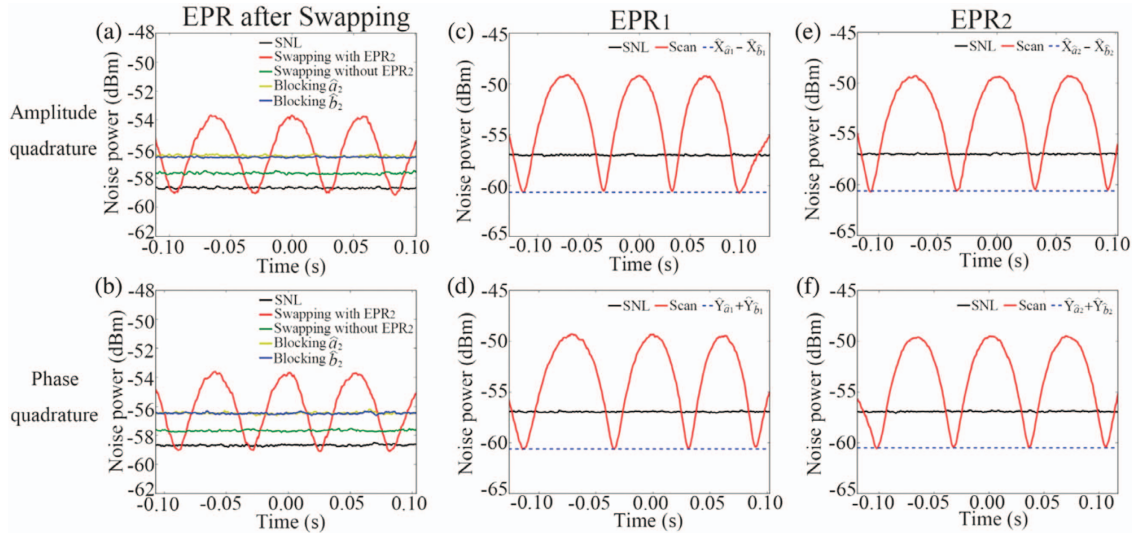 EPR after Swapping
EPR1
EPR2
Amplitude
quadrature
Phase
quadrature
(a)
Noise power (dBm)
-48
-50
-52
-54
-56
-58
-60
-62
SNL
Swapping with EPR2
Swapping without EPR2
Blocking â2
Blocking b̂2
-0.10 -0.05 0.00 0.05 0.10
Time (s)
(c)
Noise power (dBm)
-45
-50
-55
-60
-65
SNL Scan X̂â1 − X̂b̂1
-0.10 -0.05 0.00 0.05 0.10
Time (s)
(e)
Noise power (dBm)
-45
-50
-55
-60
-65
SNL Scan X̂â2 − X̂b̂2
-0.10 -0.05 0.00 0.05 0.10
Time (s)
(b)
Noise power (dBm)
-48
-50
-52
-54
-56
-58
-60
-62
SNL
Swapping with EPR2
Swapping without EPR2
Blocking â2
Blocking b̂2
-0.10 -0.05 0.00 0.05 0.10
Time (s)
(d)
Noise power (dBm)
-45
-50
-55
-60
-65
SNL Scan Ŷâ1+Ŷb̂1
-0.10 -0.05 0.00 0.05 0.10
Time (s)
(f)
Noise power (dBm)
-45
-50
-55
-60
-65
SNL Scan Ŷâ2+Ŷb̂2
-0.10 -0.05 0.00 0.05 0.10
Time (s)